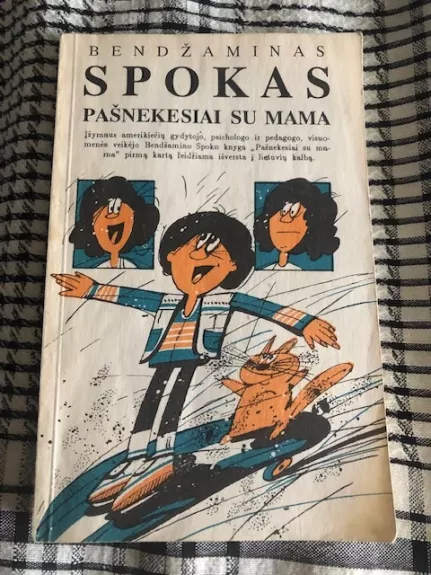 BENDŽAMINAS
SPOKAS
PAŠNEKESIAI SU MAMA
Įžymaus amerikiečių gydytojo, psichologo ir pedagogo, visuo-
menės veikėjo Bendžamino Spoko knyga „Pašnekesiai su ma-
ma" pirmą kartą leidžiama išversta į lietuvių kalbą.